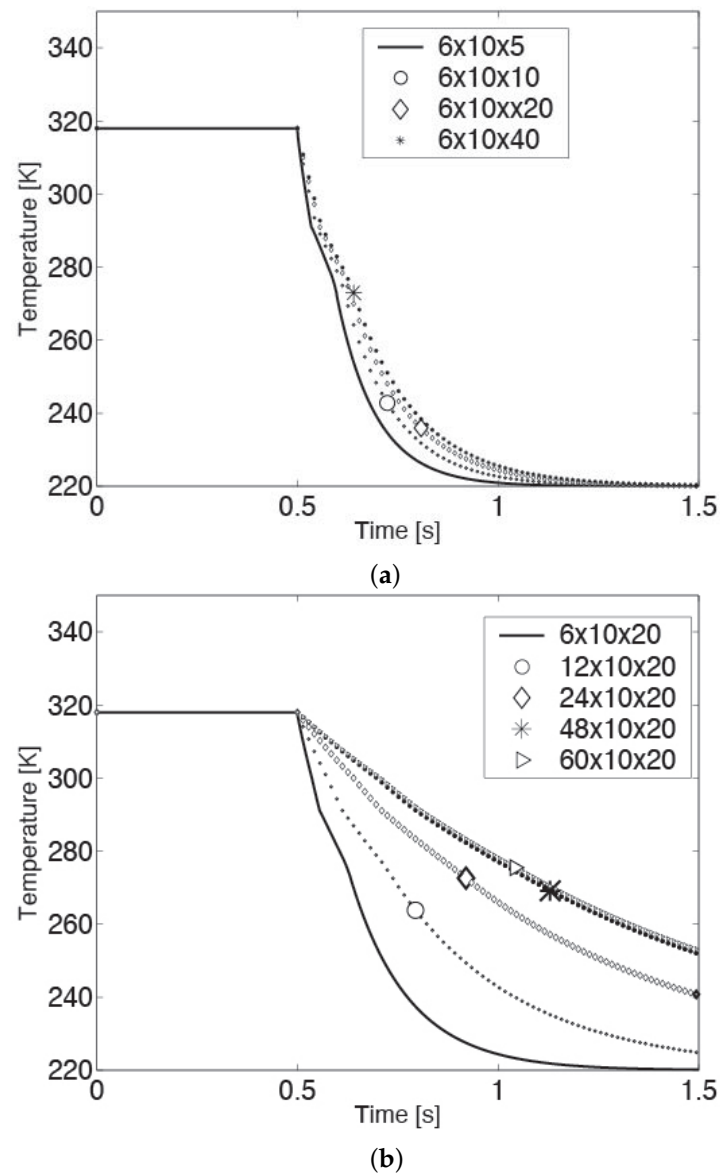 340
320
300
280
260
240
220
Temperature [K]
6x10x5
6x10x10
6x10xx20
6x10x40
0
0.5
1
1.5
Time [s]
(a)
340
320
300
280
260
240
220
Temperature [K]
6x10x20
12x10x20
24x10x20
48x10x20
60x10x20
0
0.5
1
1.5
Time [s]
(b)